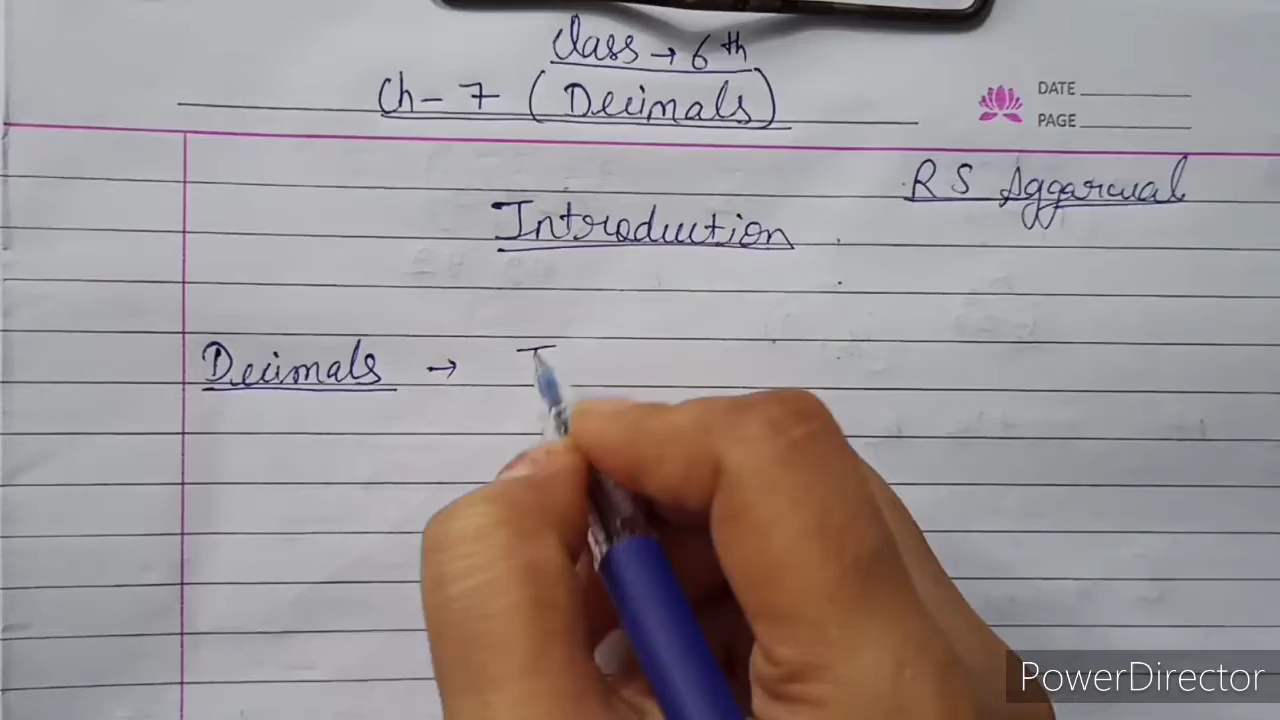 Class → 6th
Ch - 7 (Decimals)
DATE
PAGE
R S Aggarwal
Introduction
Decimals → T
PowerDirector